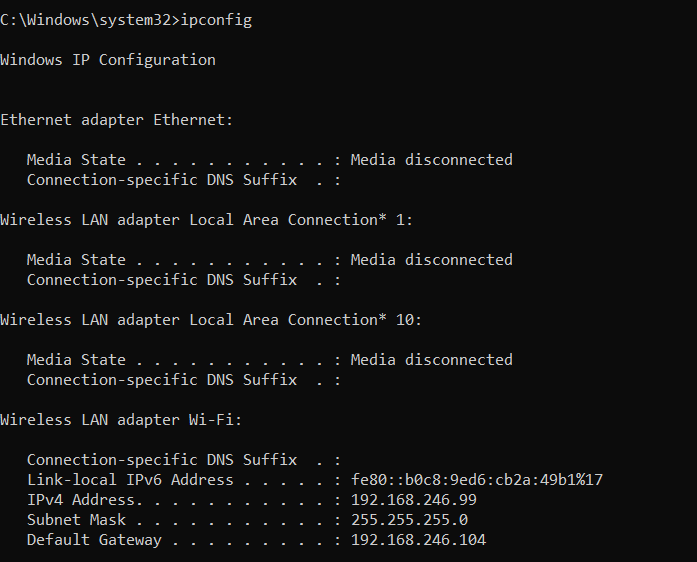 C:\Windows\system32>ipconfig
Windows IP Configuration
Ethernet adapter Ethernet:
Media State . . . . . . . . . . . : Media disconnected
Connection-specific DNS Suffix  . :
Wireless LAN adapter Local Area Connection* 1:
Media State . . . . . . . . . . . : Media disconnected
Connection-specific DNS Suffix  . :
Wireless LAN adapter Local Area Connection* 10:
Media State . . . . . . . . . . . : Media disconnected
Connection-specific DNS Suffix  . :
Wireless LAN adapter Wi-Fi:
Connection-specific DNS Suffix  . :
Link-local IPv6 Address . . . . . : fe80::b0c8:9ed6:cb2a:49b1%17
IPv4 Address. . . . . . . . . . . : 192.168.246.99
Subnet Mask . . . . . . . . . . . : 255.255.255.0
Default Gateway . . . . . . . . . : 192.168.246.104